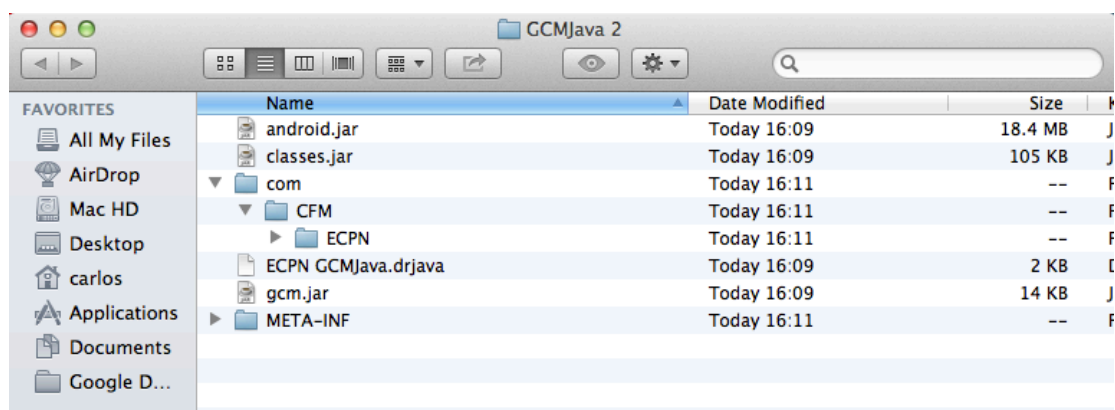 GCMJava 2
FAVORITES
All My Files
AirDrop
Mac HD
Desktop
carlos
Applications
Documents
Google D...
Name Date Modified Size
android.jar Today 16:09 18.4 MB
classes.jar Today 16:09 105 KB
com Today 16:11 --
CFM Today 16:11 --
ECPN Today 16:11 --
ECPN GCMJava.drjava Today 16:09 2 KB
gcm.jar Today 16:09 14 KB
META-INF Today 16:11 --